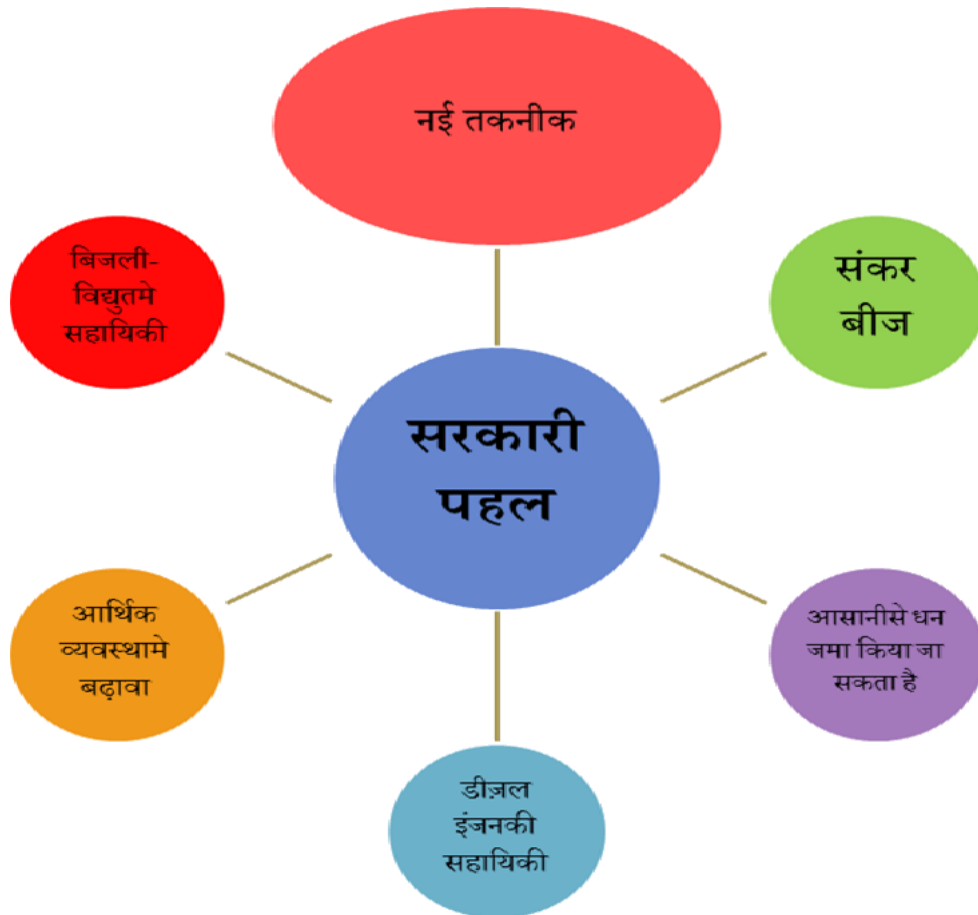 नई तकनीक
बिजली-
विद्युतमे
सहायिकी
संकर
बीज
सरकारी
पहल
आर्थिक
व्यवस्थामे
बढ़ावा
आसानीसे धन
जमा किया जा
सकता है
डीज़ल
इंजनकी
सहायिकी